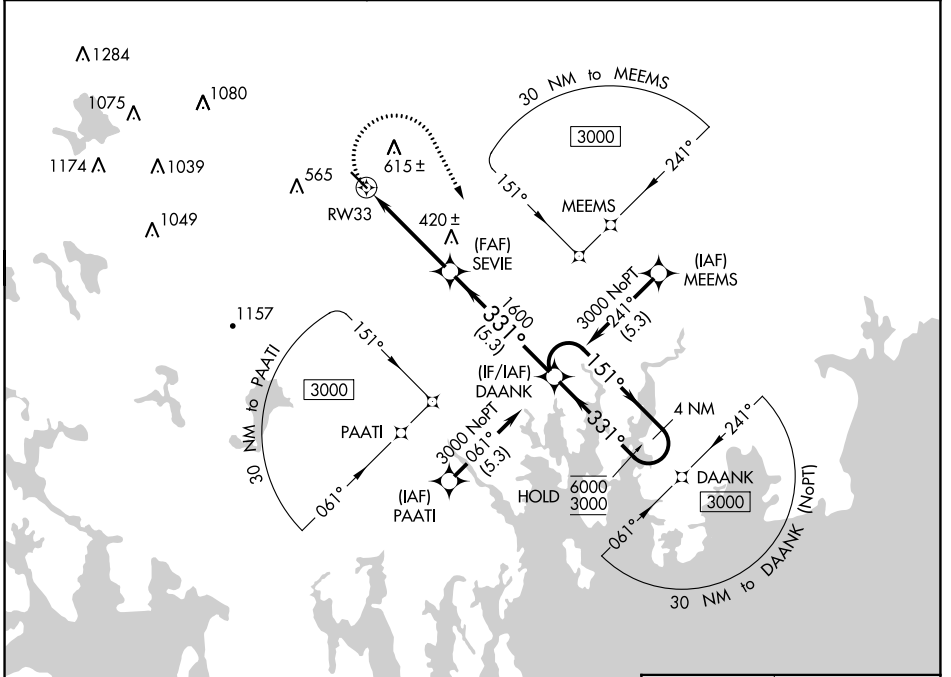 1284
1075
1080
1174
1039
1049
565
615 ±
420 ±
RW33
(FAF)
SEVIE
30 NM to MEEMS
3000
151°
241°
MEEMS
(IAF)
MEEMS
3000 NoPT
241°
(5.3)
1600
331°
(5.3)
1157
30 NM to PAATI
151°
3000
PAATI
061°
(IF/IAF)
DAANK
151°
331°
4 NM
3000 NoPT
061°
(5.3)
(IAF)
PAATI
HOLD
6000
3000
241°
DAANK
3000
061°
30 NM to DAANK (NoPT)